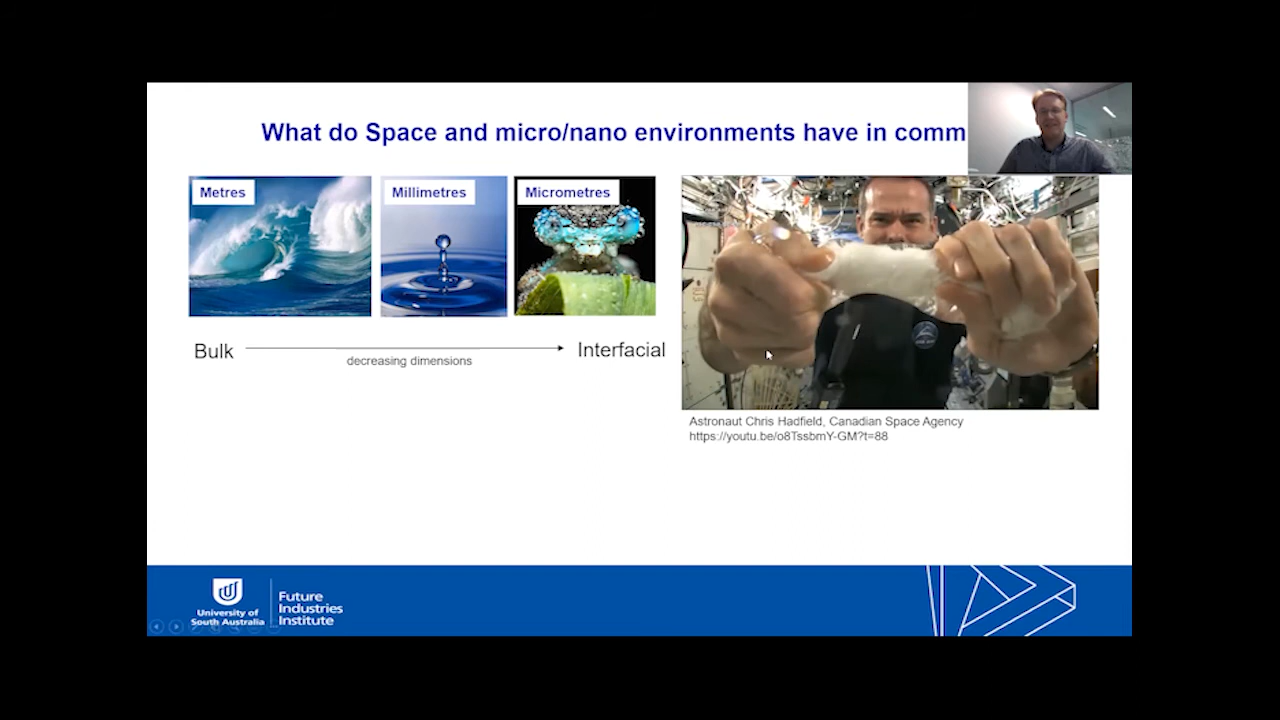 What do Space and micro/nano environments have in comm
Metres
Millimetres
Micrometres
Bulk
decreasing dimensions
Interfacial
Astronaut Chris Hadfield, Canadian Space Agency
https://youtu.be/o8TssbmY-GM?t=88
University of
South Australia
Future
Industries
Institute